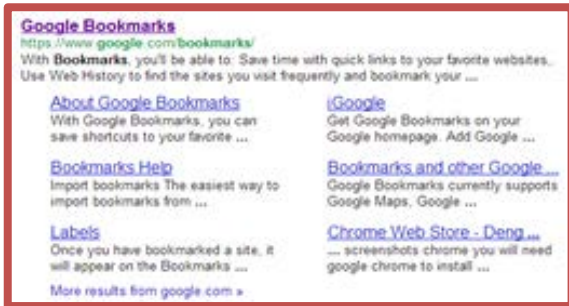 Google Bookmarks
https://www.google.com/bookmarks/
With Bookmarks, you'll be able to: Save time with quick links to your favorite websites.
Use Web History to find the sites you visit frequently and bookmark your ...
About Google Bookmarks
With Google Bookmarks, you can
save shortcuts to your favorite ...
Bookmarks Help
Import bookmarks The easiest way to
import bookmarks from ...
Labels
Once you have bookmarked a site, it
will appear on the Bookmarks ...
More results from google.com »
iGoogle
Get Google Bookmarks on your
Google homepage. Add Google ...
Bookmarks and other Google ...
Google Bookmarks currently supports
Google Maps, Google ...
Chrome Web Store - Deng ...
... screenshots chrome you will need
google chrome to install ...